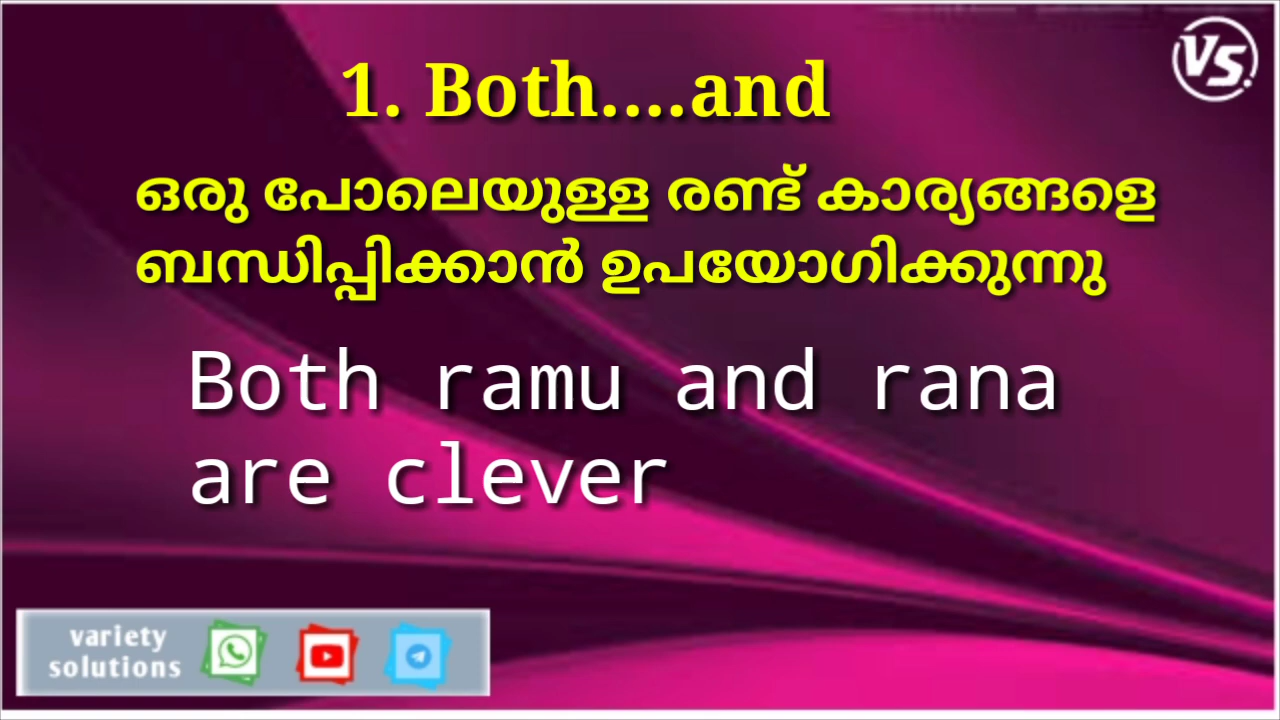 VS.
1. Both....and
ഒരു പോലെയുള്ള രണ്ട് കാര്യങ്ങളെ
ബന്ധിപ്പിക്കാൻ ഉപയോഗിക്കുന്നു
Both ramu and rana
are clever
variety
solutions